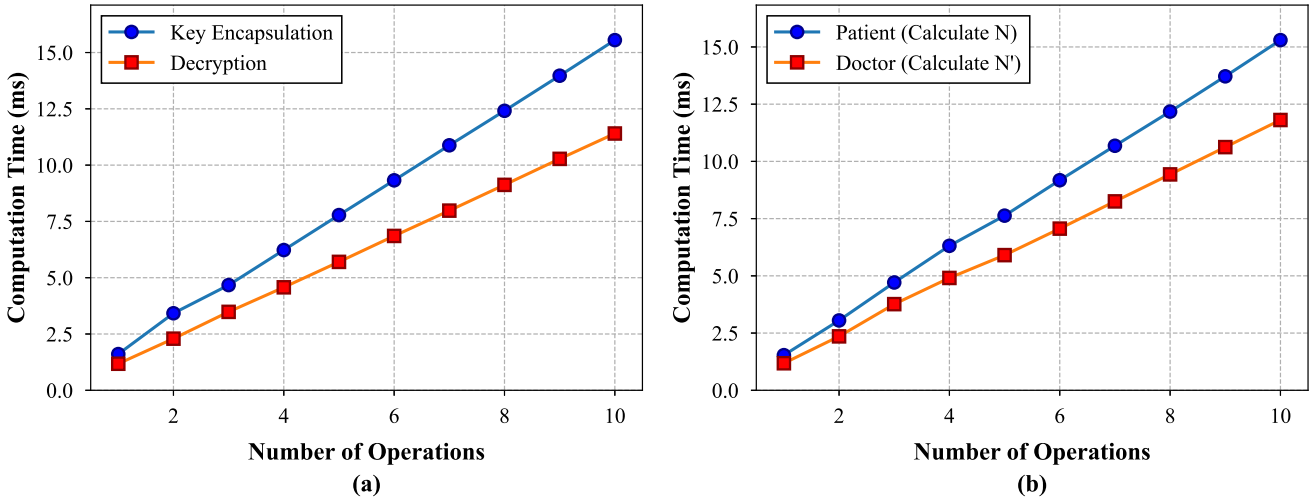 Key Encapsulation
Decryption
Computation Time (ms)
15.0
12.5
10.0
7.5
5.0
2.5
0.0
2 4 6 8 10
Number of Operations
(a)
Patient (Calculate N)
Doctor (Calculate N')
Computation Time (ms)
15.0
12.5
10.0
7.5
5.0
2.5
0.0
2 4 6 8 10
Number of Operations
(b)